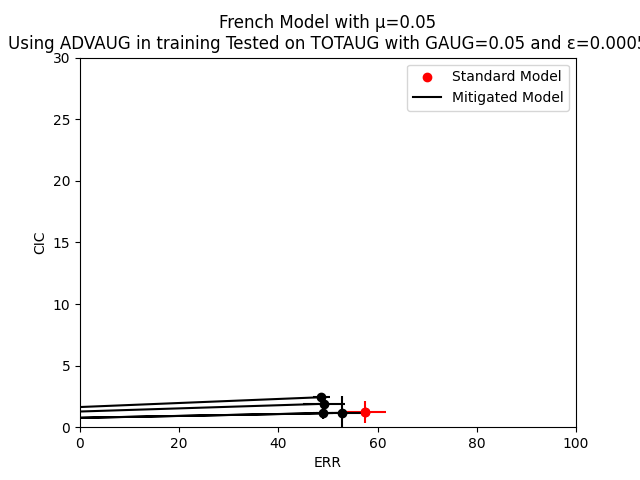 French Model with μ=0.05
Using ADVAUG in training Tested on TOTAUG with GAUG=0.05 and ε=0.0005
Standard Model
Mitigated Model
30
25
20
15
10
5
0
CIC
0 20 40 60 80 100
ERR